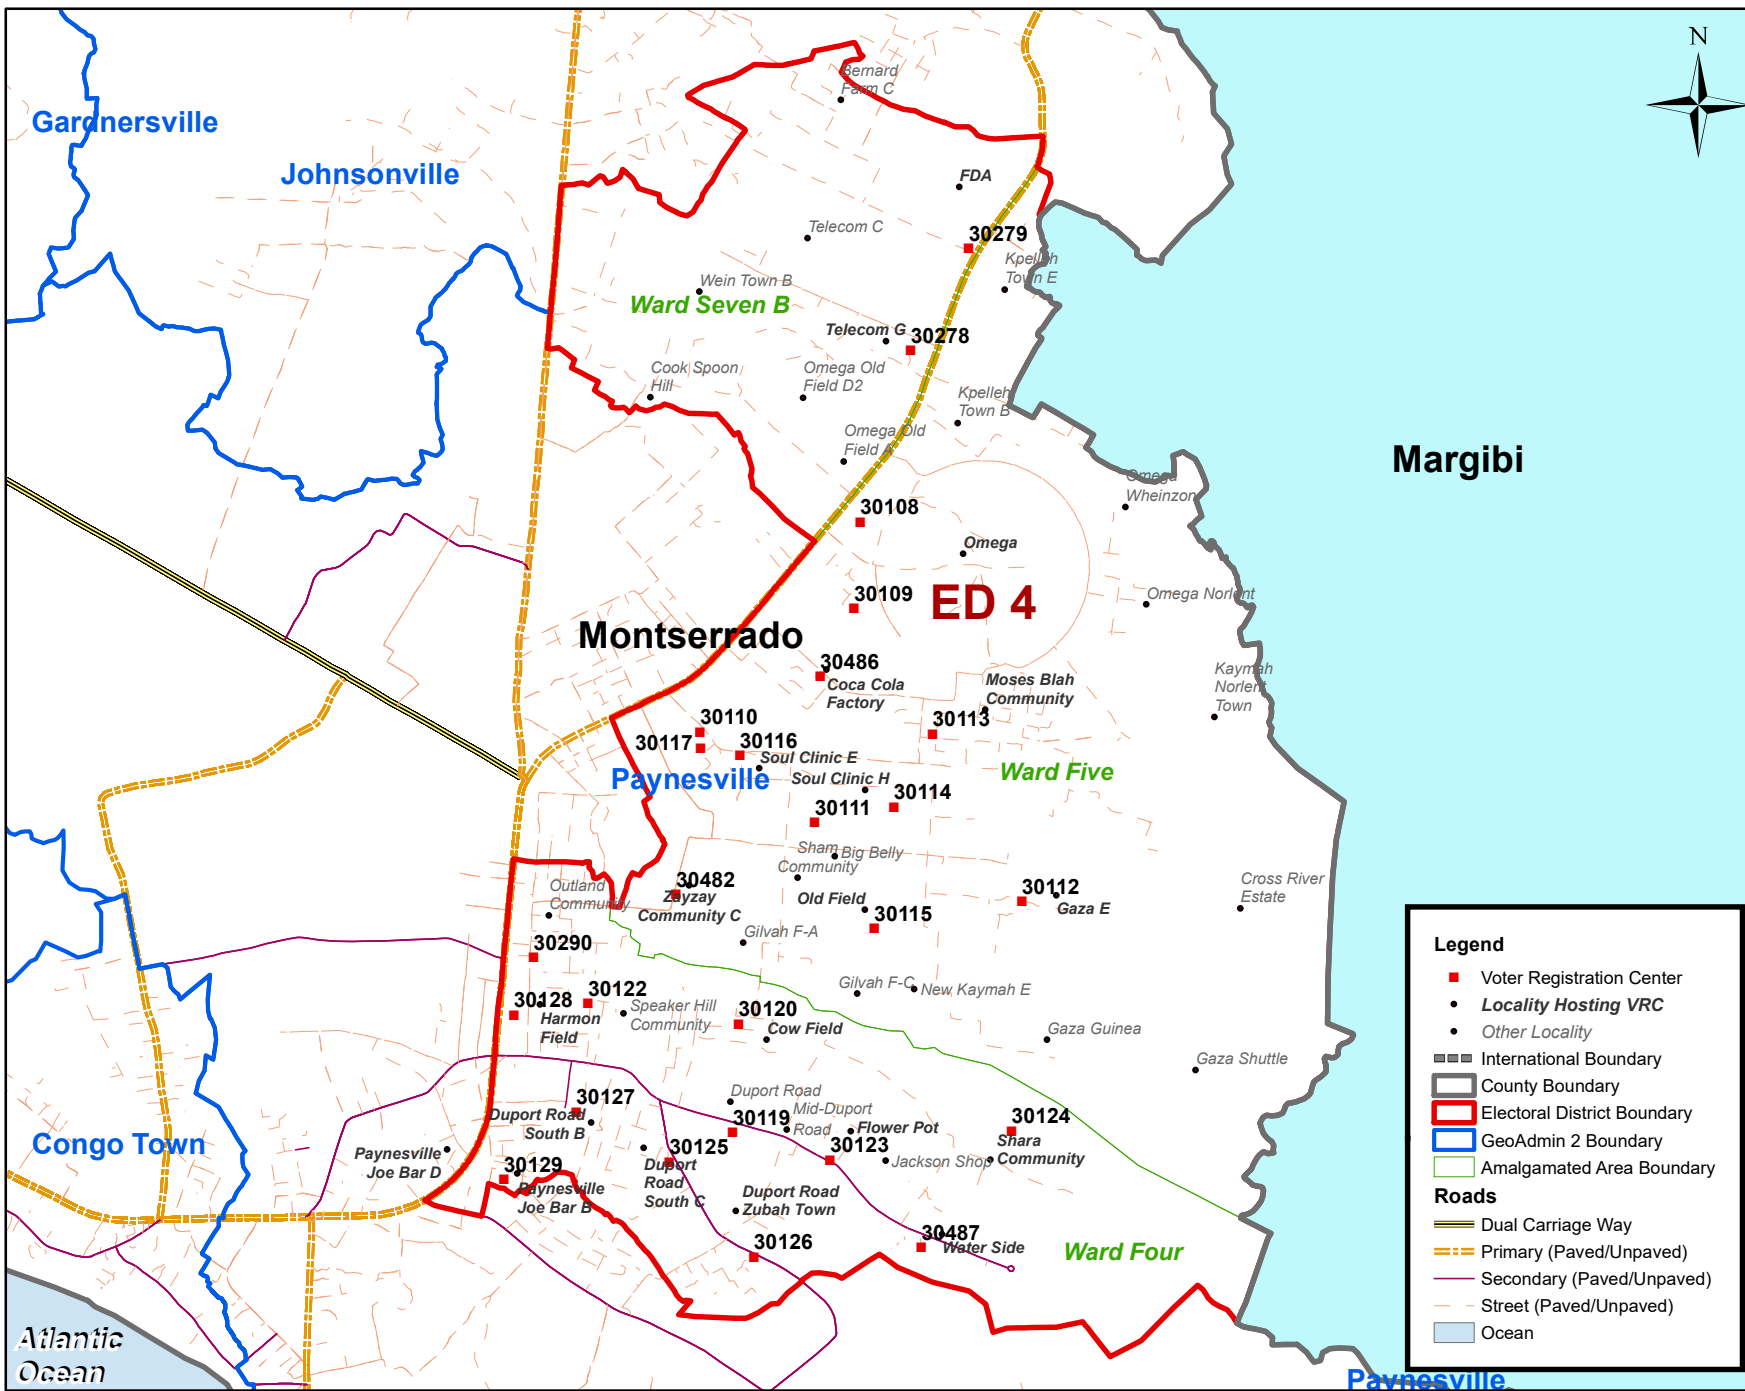 N
Bernard
Farm C
Gardnersville
Johnsonville
FDA
Telecom C
30279
Kpelleh
Town E
Wein Town B
Ward Seven B
Telecom G
30278
Cook Spoon
Hill
Omega Old
Field D2
Kpelleh
Town B
Omega Old
Field A
Margibi
Omega
Wheinzon
30108
Omega
30109
ED 4
Omega Norlent
Montserrado
30486
Coca Cola
Factory
Moses Blah
Community
Kaymah
Norlent
Town
30110
30113
30117
30116
Soul Clinic E
Paynesville
Soul Clinic H
Ward Five
30114
30111
Sham
Community
Big Belly
30482
Zayzay
Community C
Outland
Community
Old Field
30112
Gaza E
Cross River
Estate
30115
Gilvah F-A
30290
Gilvah F-C
New Kaymah E
30128
Harmon
Field
30122
Speaker Hill
Community
30120
Cow Field
Gaza Guinea
Gaza Shuttle
30127
Duport Road
South B
Duport Road
Mid-Duport
Road
30119
Flower Pot
30124
Shara
Community
Congo Town
Paynesville
Joe Bar D
30125
Duport
Road
South C
30123
Jackson Shop
30129
Paynesville
Joe Bar B
Duport Road
Zubah Town
30126
30487
Water Side
Ward Four
Atlantic
Ocean
Paynesville
Legend
Voter Registration Center
Locality Hosting VRC
Other Locality
International Boundary
County Boundary
Electoral District Boundary
GeoAdmin 2 Boundary
Amalgamated Area Boundary
Roads
Dual Carriage Way
Primary (Paved/Unpaved)
Secondary (Paved/Unpaved)
Street (Paved/Unpaved)
Ocean